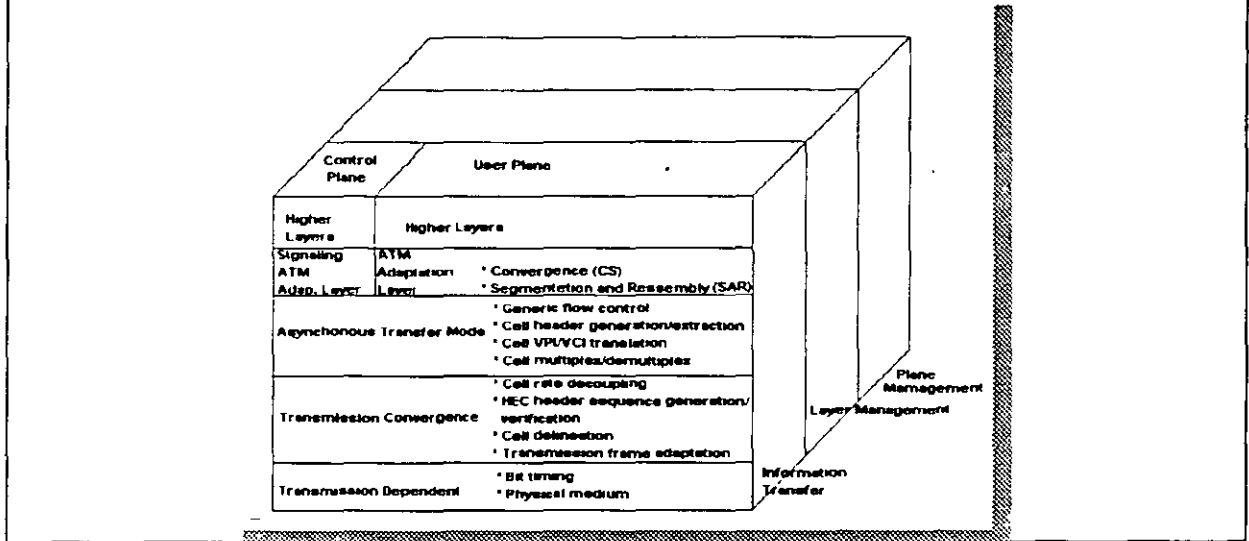 Control
Plane
User Plane
Higher
Layers
Higher Layers
Signaling
ATM
Adap. Layer
ATM
Adaptation
Layer
* Convergence (CS)
* Segmentation and Reasembly (SAR)
Asynchonous Transfer Mode
* Generic flow control
* Cell header generation/extraction
* Cell VPI/VCI translation
* Cell multiplex/demultiplex
Transmission Convergence
* Cell rate decoupling
* HEC header sequence generation/
verification
* Cell delineation
* Transmission frame adaptation
Transmission Dependent
* Bit timing
* Physical medium
Plane
Mamagement
Layer Management
Information
Transfer